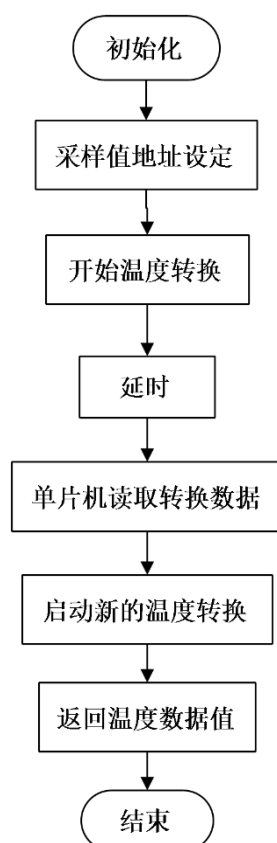 初始化
采样值地址设定
开始温度转换
延时
单片机读取转换数据
启动新的温度转换
返回温度数据值
结束